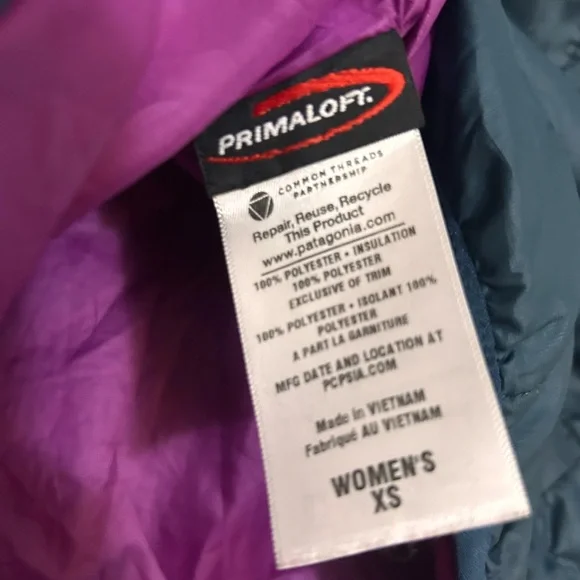 PRIMALOFT.
COMMON THREADS
PARTNERSHIP
Repair, Reuse, Recycle
This Product
www.patagonia.com
100% POLYESTER • INSULATION
100% POLYESTER
EXCLUSIVE OF TRIM
100% POLYESTER • ISOLANT 100%
POLYESTER
A PART LA GARNITURE
MFG DATE AND LOCATION AT
PCPSIA.COM
Made in VIETNAM
Fabriqué AU VIETNAM
WOMEN'S
XS